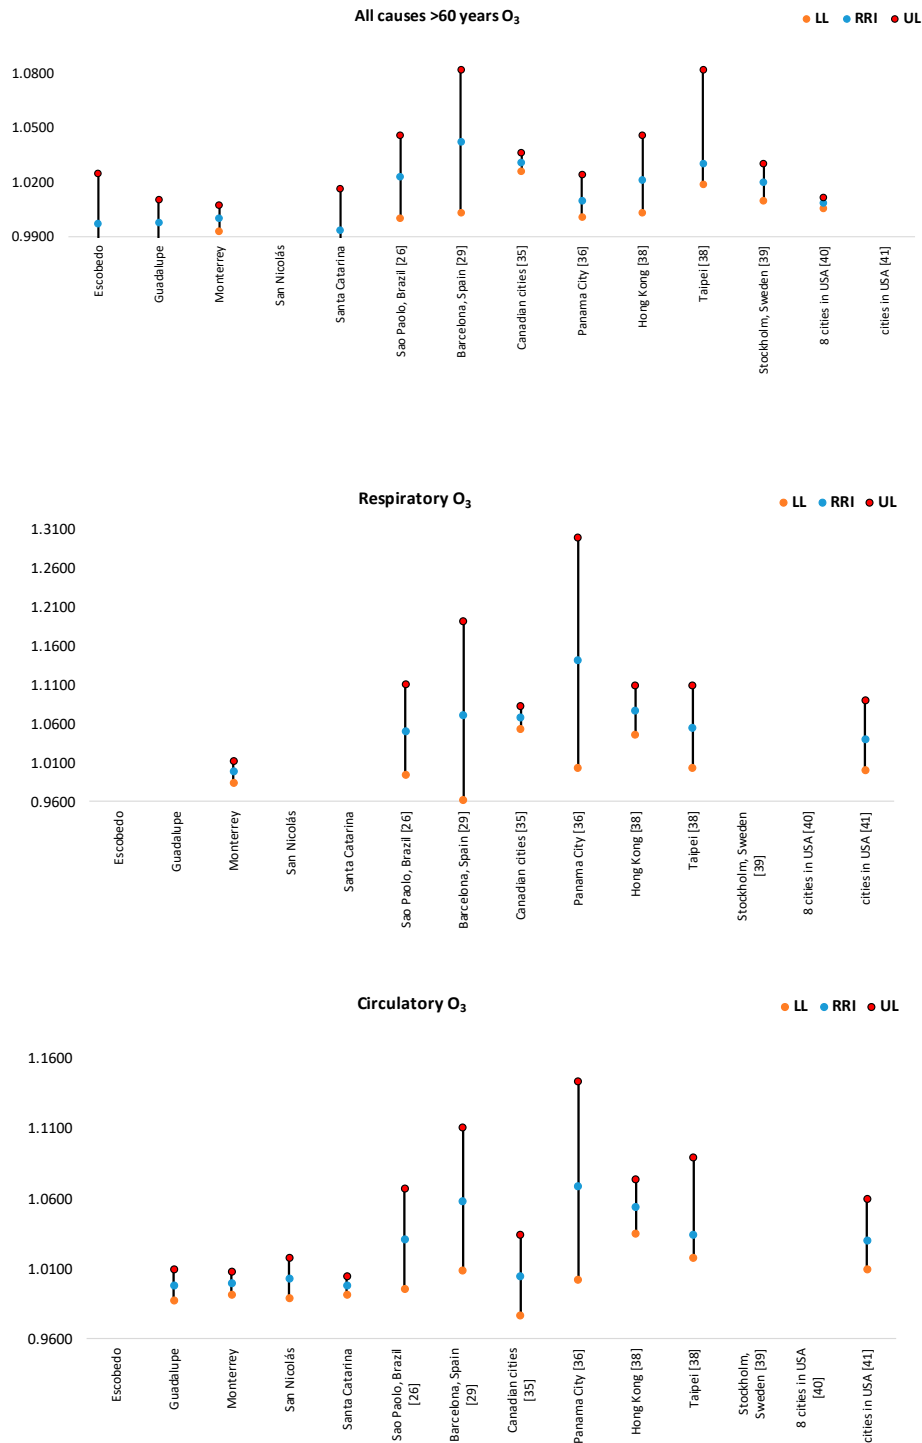 All causes >60 years O₃
LL RRI UL
1.0800
1.0500
1.0200
0.9900
Escobedo
Guadalupe
Monterrey
San Nicolás
Santa Catarina
Sao Paolo, Brazil [26]
Barcelona, Spain [29]
Canadian cities [35]
Panama City [36]
Hong Kong [38]
Taipei [38]
Stockholm, Sweden [39]
8 cities in USA [40]
cities in USA [41]
Respiratory O₃
LL RRI UL
1.3100
1.2600
1.2100
1.1600
1.1100
1.0600
1.0100
0.9600
Escobedo
Guadalupe
Monterrey
San Nicolás
Santa Catarina
Sao Paolo, Brazil [26]
Barcelona, Spain [29]
Canadian cities [35]
Panama City [36]
Hong Kong [38]
Taipei [38]
Stockholm, Sweden
[39]
8 cities in USA [40]
cities in USA [41]
Circulatory O₃
LL RRI UL
1.1600
1.1100
1.0600
1.0100
0.9600
Escobedo
Guadalupe
Monterrey
San Nicolás
Santa Catarina
Sao Paolo, Brazil
[26]
Barcelona, Spain
[29]
Canadian cities
[35]
Panama City [36]
Hong Kong [38]
Taipei [38]
Stockholm,
Sweden [39]
8 cities in USA
[40]
cities in USA [41]